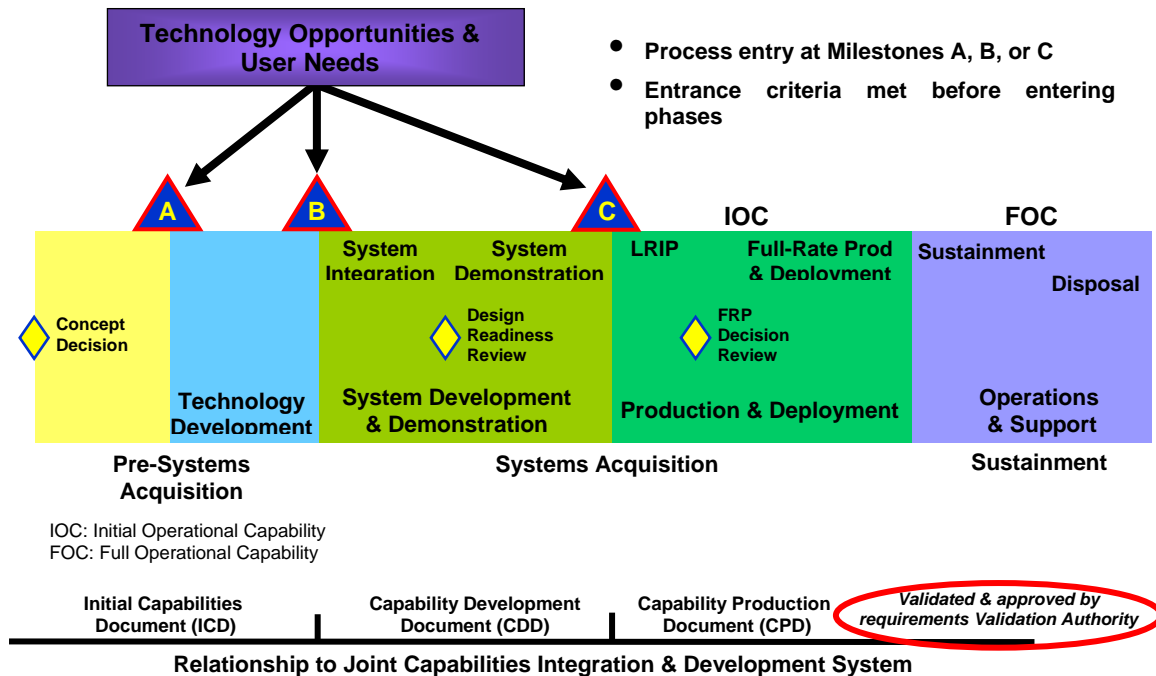 Technology Opportunities &
User Needs
• Process entry at Milestones A, B, or C
• Entrance criteria met before entering
phases
A
B
C
IOC
FOC
System
Integration
System
Demonstration
LRIP
Full-Rate Prod
& Deployment
Sustainment
Disposal
Concept
Decision
Design
Readiness
Review
FRP
Decision
Review
Technology
Development
System Development
& Demonstration
Production & Deployment
Operations
& Support
Pre-Systems
Acquisition
Systems Acquisition
Sustainment
IOC: Initial Operational Capability
FOC: Full Operational Capability
Initial Capabilities
Document (ICD)
Capability Development
Document (CDD)
Capability Production
Document (CPD)
Validated & approved by
requirements Validation Authority
Relationship to Joint Capabilities Integration & Development System